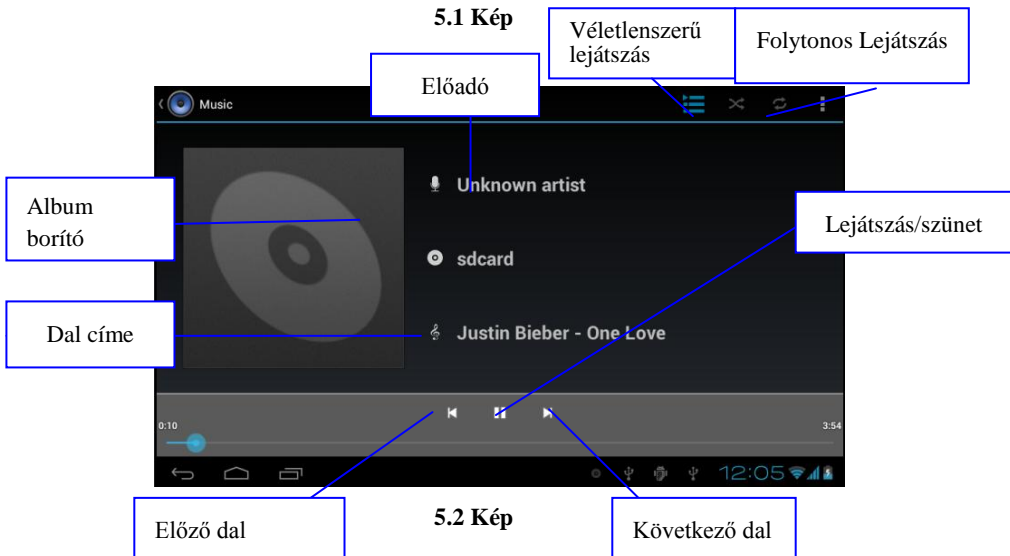 5.1 Kép
Véletlenszerű
lejátszás
Folytonos Lejátszás
Előadó
Music
Unknown artist
Album
borító
Lejátszás/szünet
sdcard
Dal címe
Justin Bieber - One Love
0:10
3:54
12:05
Előző dal
5.2 Kép
Következő dal